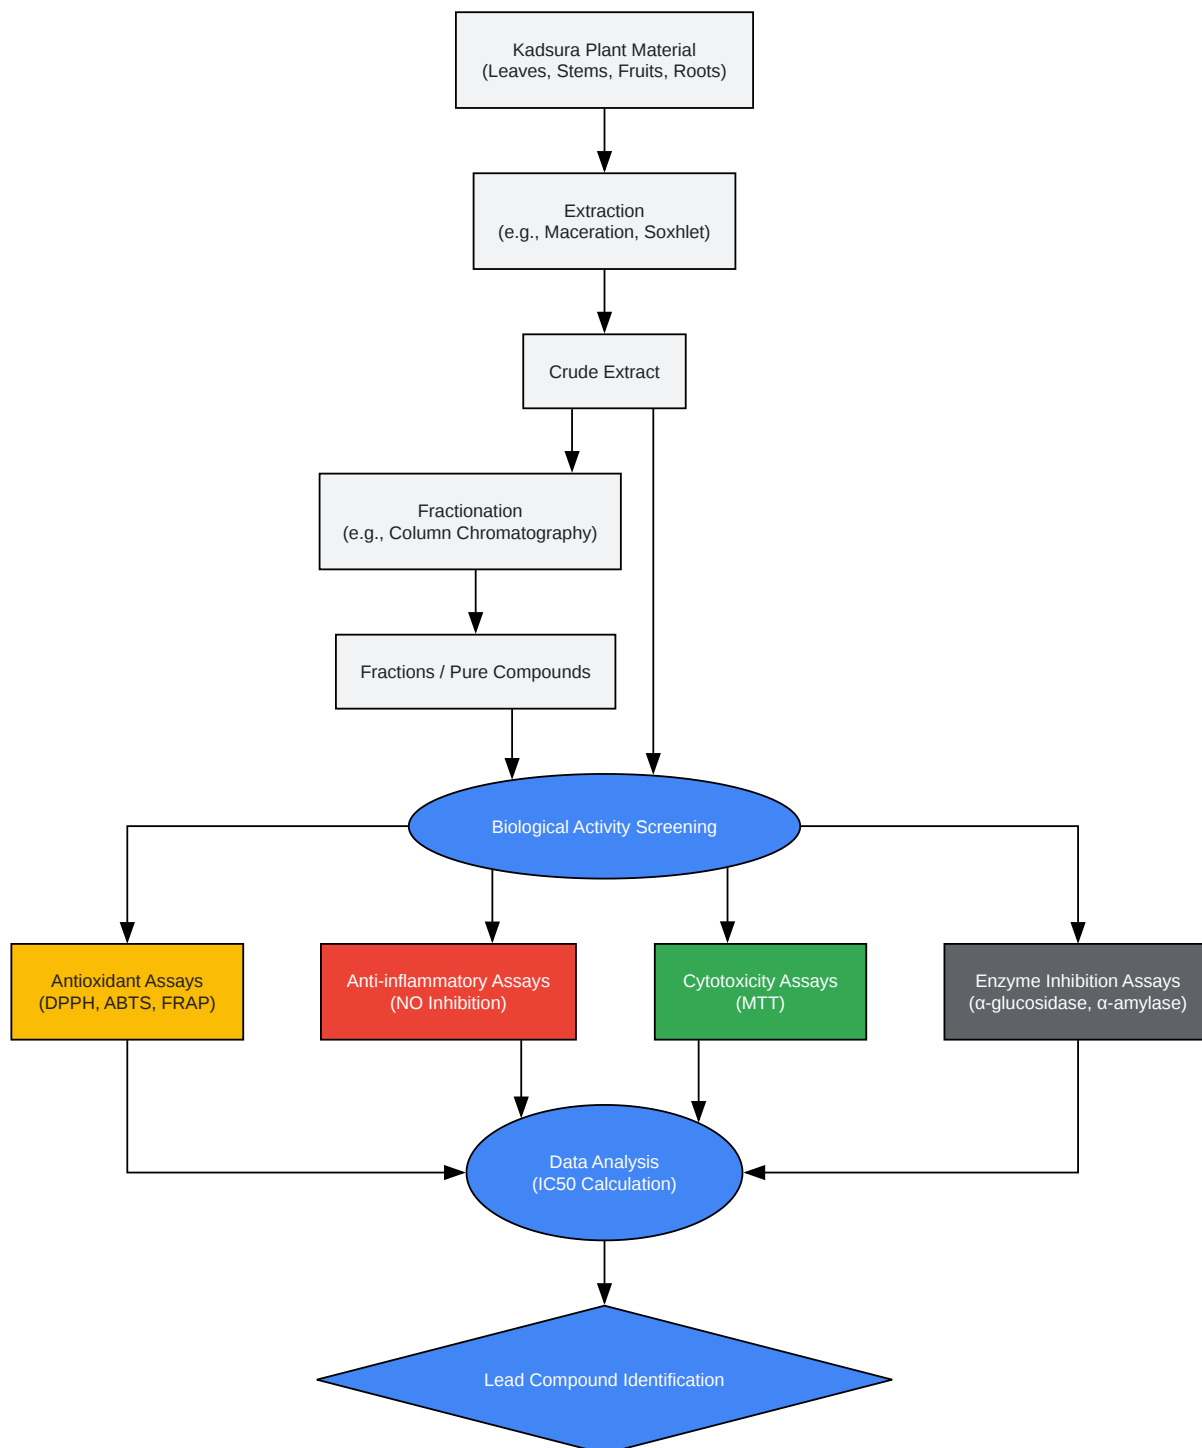 Kadsura Plant Material
(Leaves, Stems, Fruits, Roots)
Extraction
(e.g., Maceration, Soxhlet)
Crude Extract
Fractionation
(e.g., Column Chromatography)
Fractions / Pure Compounds
Biological Activity Screening
Antioxidant Assays
(DPPH, ABTS, FRAP)
Anti-inflammatory Assays
(NO Inhibition)
Cytotoxicity Assays
(MTT)
Enzyme Inhibition Assays
(α-glucosidase, α-amylase)
Data Analysis
(IC50 Calculation)
Lead Compound Identification